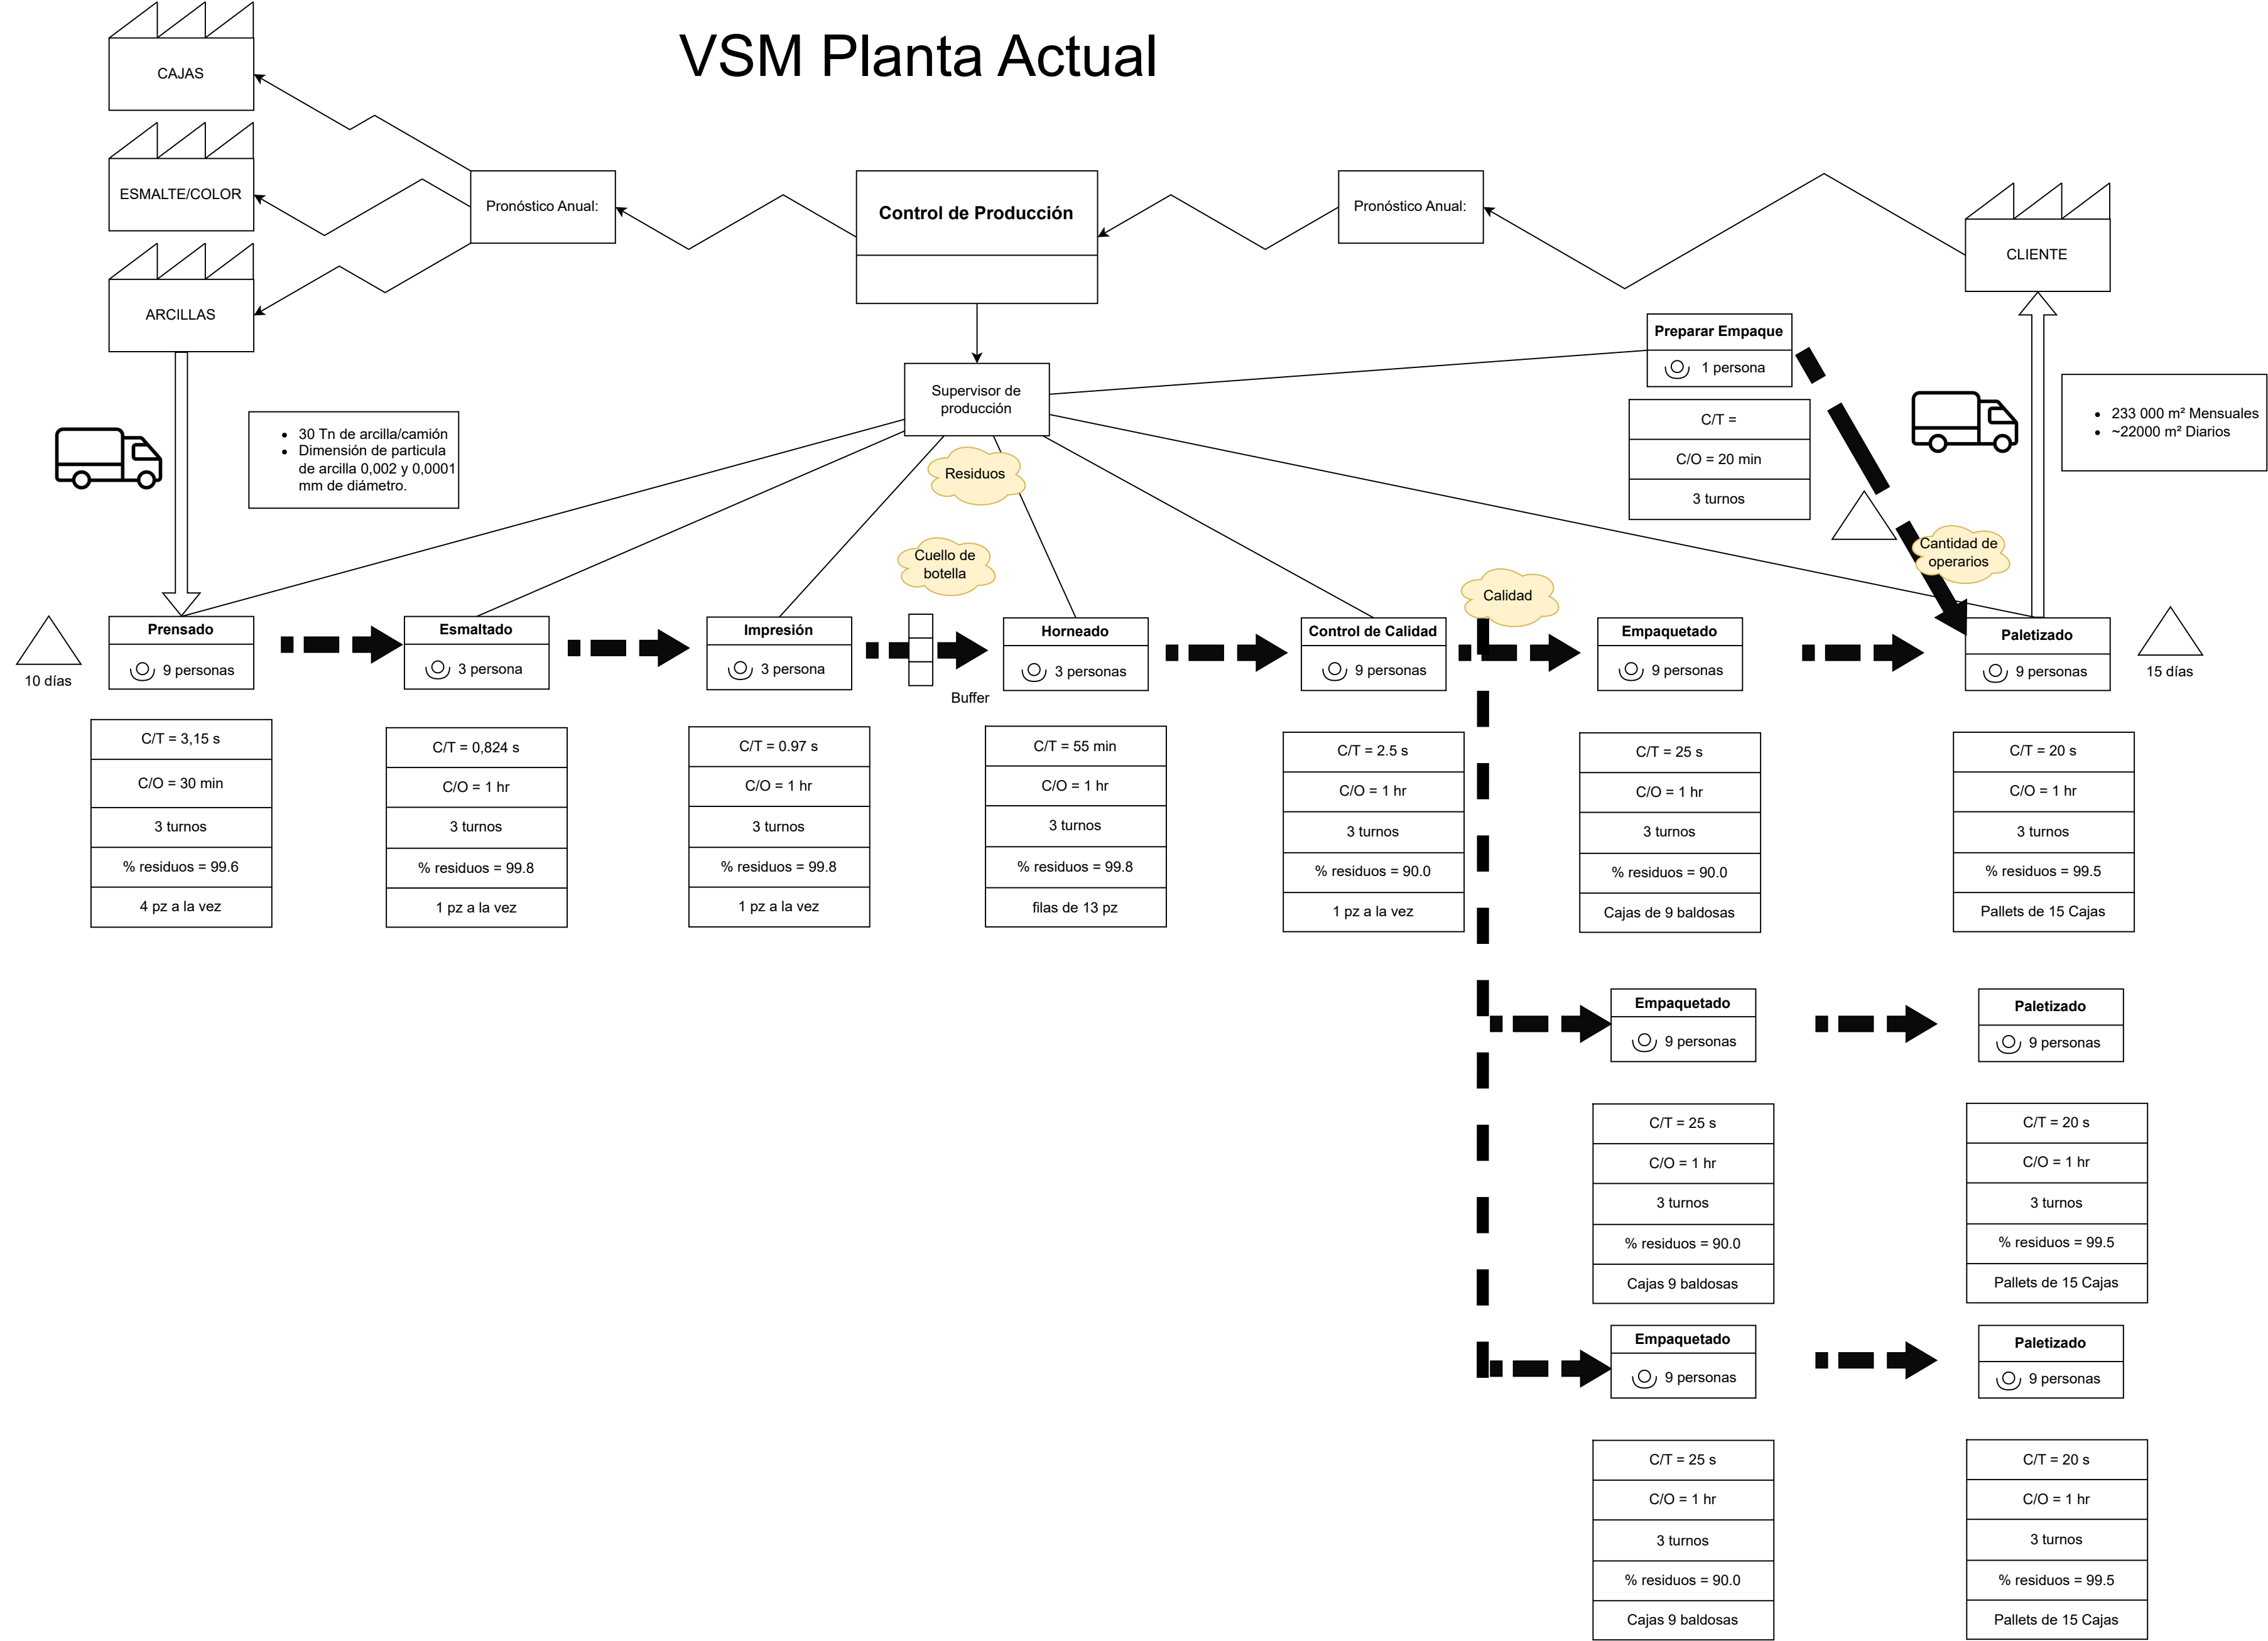 VSM Planta Actual
CAJAS
ESMALTE/COLOR
ARCILLAS
Pronóstico Anual:
Control de Producción
Pronóstico Anual:
CLIENTE
Supervisor de
producción
Preparar Empaque
1 persona
C/T =
C/O = 20 min
3 turnos
• 233 000 m² Mensuales
• ~22000 m² Diarios
• 30 Tn de arcilla/camión
• Dimensión de particula
de arcilla 0,002 y 0,0001
mm de diámetro.
Residuos
Cuello de
botella
Calidad
Cantidad de
operarios
10 días
Prensado
9 personas
C/T = 3,15 s
C/O = 30 min
3 turnos
% residuos = 99.6
4 pz a la vez
Esmaltado
3 persona
C/T = 0,824 s
C/O = 1 hr
3 turnos
% residuos = 99.8
1 pz a la vez
Impresión
3 persona
C/T = 0.97 s
C/O = 1 hr
3 turnos
% residuos = 99.8
1 pz a la vez
Buffer
Horneado
3 personas
C/T = 55 min
C/O = 1 hr
3 turnos
% residuos = 99.8
filas de 13 pz
Control de Calidad
9 personas
C/T = 2.5 s
C/O = 1 hr
3 turnos
% residuos = 90.0
1 pz a la vez
Empaquetado
9 personas
C/T = 25 s
C/O = 1 hr
3 turnos
% residuos = 90.0
Cajas de 9 baldosas
Paletizado
9 personas
C/T = 20 s
C/O = 1 hr
3 turnos
% residuos = 99.5
Pallets de 15 Cajas
15 días
Empaquetado
9 personas
C/T = 25 s
C/O = 1 hr
3 turnos
% residuos = 90.0
Cajas 9 baldosas
Paletizado
9 personas
C/T = 20 s
C/O = 1 hr
3 turnos
% residuos = 99.5
Pallets de 15 Cajas
Empaquetado
9 personas
C/T = 25 s
C/O = 1 hr
3 turnos
% residuos = 90.0
Cajas 9 baldosas
Paletizado
9 personas
C/T = 20 s
C/O = 1 hr
3 turnos
% residuos = 99.5
Pallets de 15 Cajas